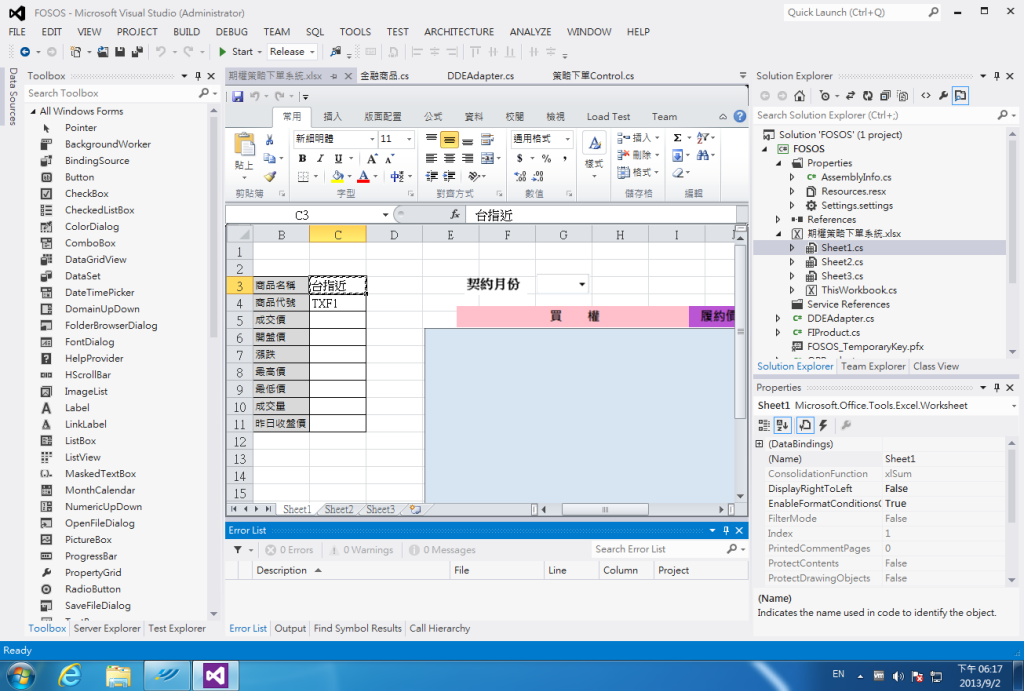 FOSOS - Microsoft Visual Studio (Administrator)
Quick Launch (Ctrl+Q)
FILE EDIT VIEW PROJECT BUILD DEBUG TEAM SQL TOOLS TEST ARCHITECTURE ANALYZE WINDOW HELP
Start Release
Data Sources
Toolbox
Search Toolbox
All Windows Forms
Pointer
BackgroundWorker
BindingSource
Button
CheckBox
CheckedListBox
ColorDialog
ComboBox
DataGridView
DataSet
DateTimePicker
DomainUpDown
FolderBrowserDialog
FontDialog
HelpProvider
HScrollBar
ImageList
Label
LinkLabel
ListBox
ListView
MaskedTextBox
MonthCalendar
NumericUpDown
OpenFileDialog
PictureBox
ProgressBar
PropertyGrid
RadioButton
SaveFileDialog
Toolbox Server Explorer Test Explorer
期權策略下單系統.xlsx 金融商品.cs DDEAdapter.cs 策略下單Control.cs
常用 插入 版面配置 公式 資料 校閱 檢視 Load Test Team
貼上 新細明體 11 通用格式 樣式 插入 刪除 格式
剪貼簿 字型 對齊方式 數值 儲存格 編輯
C3 fx 台指近
B C D E F G H I
1
2
3 商品名稱 台指近 契約月份
4 商品代號 TXF1
5 成交價 買 權 履約價
6 開盤價
7 漲跌
8 最高價
9 最低價
10 成交量
11 昨日收盤價
12
13
14
15
Sheet1 Sheet2 Sheet3
Error List
0 Errors 0 Warnings 0 Messages Search Error List
Description File Line Column Project
Error List Output Find Symbol Results Call Hierarchy
Solution Explorer
Search Solution Explorer (Ctrl+;)
Solution 'FOSOS' (1 project)
FOSOS
Properties
AssemblyInfo.cs
Resources.resx
Settings.settings
References
期權策略下單系統.xlsx
Sheet1.cs
Sheet2.cs
Sheet3.cs
ThisWorkbook.cs
Service References
DDEAdapter.cs
FIProduct.cs
FOSOS_TemporaryKey.pfx
Solution Explorer Team Explorer Class View
Properties
Sheet1 Microsoft.Office.Tools.Excel.Worksheet
(DataBindings)
(Name) Sheet1
ConsolidationFunction xlSum
DisplayRightToLeft False
EnableFormatConditionsC True
FilterMode False
Index 1
PrintedCommentPages 0
ProtectContents False
ProtectDrawingObjects False
(Name)
Indicates the name used in code to identify the object.
Ready
EN
下午 06:17
2013/9/2